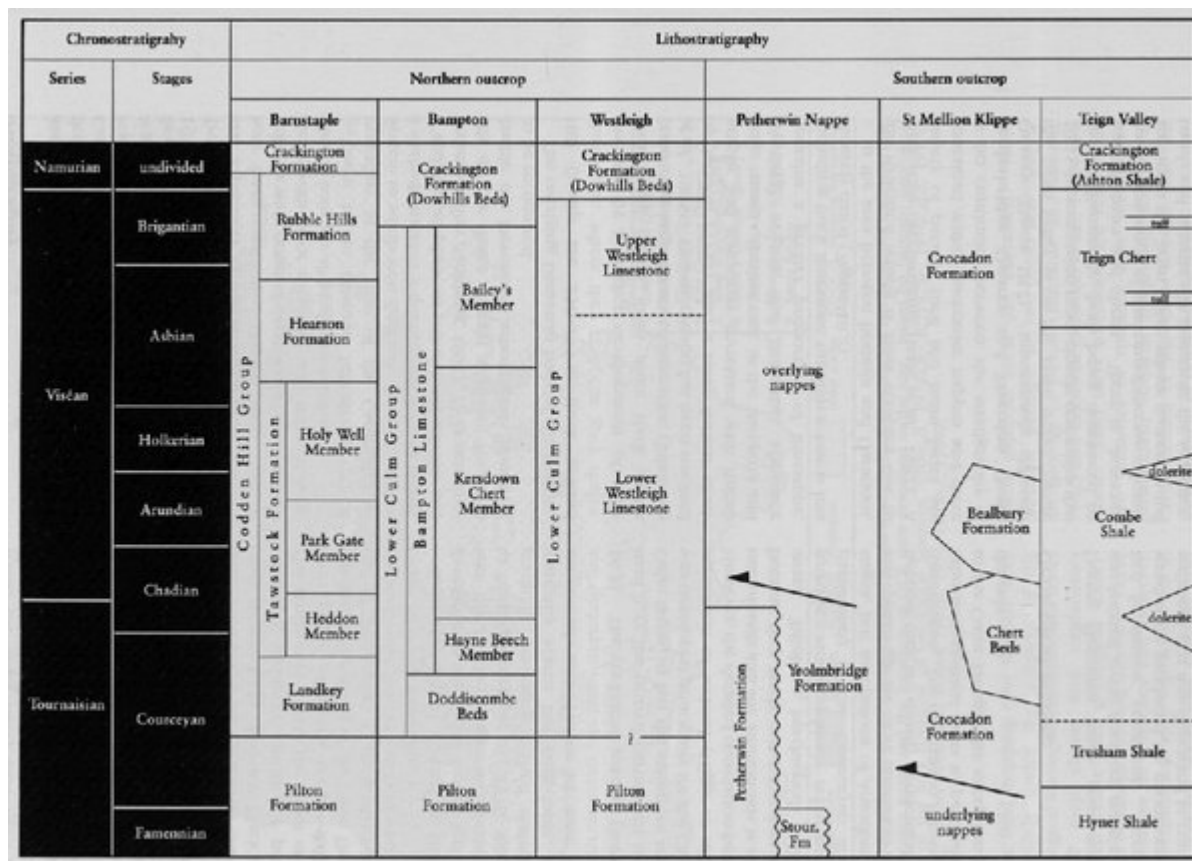 Chronostratigrahy
Lithostratigraphy
Series
Stages
Northern outcrop
Southern outcrop
Barnstaple
Bampton
Westleigh
Petherwin Nappe
St Mellion Klippe
Teign Valley
Namurian
undivided
Viséan
Brigantian
Asbian
Holkerian
Arundian
Chadian
Tournaisian
Courceyan
Famennian
Codden Hill Group
Crackington
Formation
Rubble Hills
Formation
Hearson
Formation
Tawstock Formation
Holy Well
Member
Park Gate
Member
Heddon
Member
Landkey
Formation
Pilton
Formation
Lower Culm Group
Crackington
Formation
(Dowhills Beds)
Bampton Limestone
Bailey's
Member
Kersdown
Chert
Member
Hayne Beech
Member
Doddiscombe
Beds
Pilton
Formation
Lower Culm Group
Crackington
Formation
(Dowhills Beds)
Upper
Westleigh
Limestone
Lower
Westleigh
Limestone
?
Pilton
Formation
overlying
nappes
Petherwin Formation
Yeolmbridge
Formation
Stour.
Fm
Crocadon
Formation
Bealbury
Formation
Chert
Beds
Crocadon
Formation
underlying
nappes
Crackington
Formation
(Ashton Shale)
tuff
Teign Chert
tuff
dolerite
Combe
Shale
dolerite
Trusham Shale
Hyner Shale